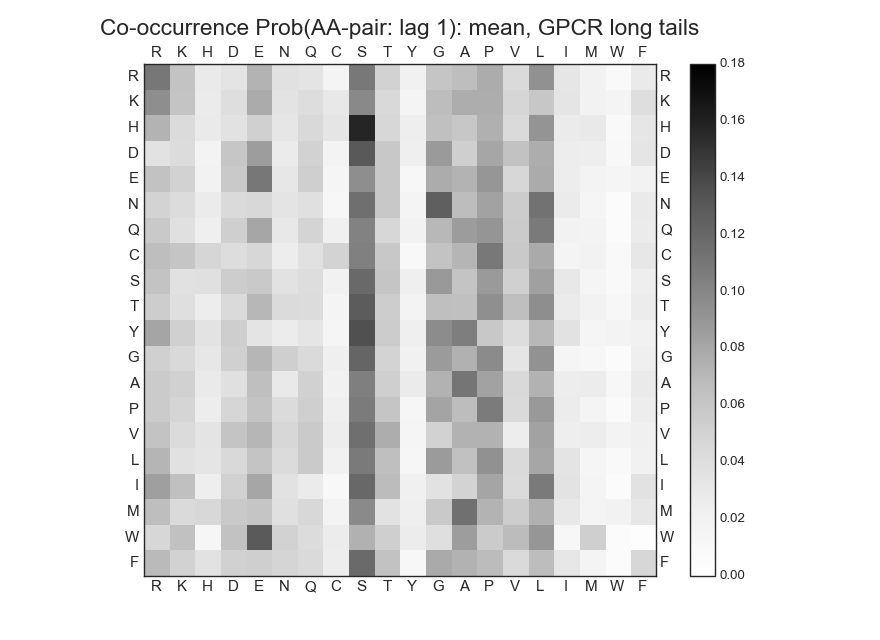 Co-occurrence Prob(AA-pair: lag 1): mean, GPCR long tails
R K H D E N Q C S T Y G A P V L I M W F
R R
K K
H H
D D
E E
N N
Q Q
C C
S S
T T
Y Y
G G
A A
P P
V V
L L
I I
M M
W W
F F
R K H D E N Q C S T Y G A P V L I M W F
0.18
0.16
0.14
0.12
0.10
0.08
0.06
0.04
0.02
0.00